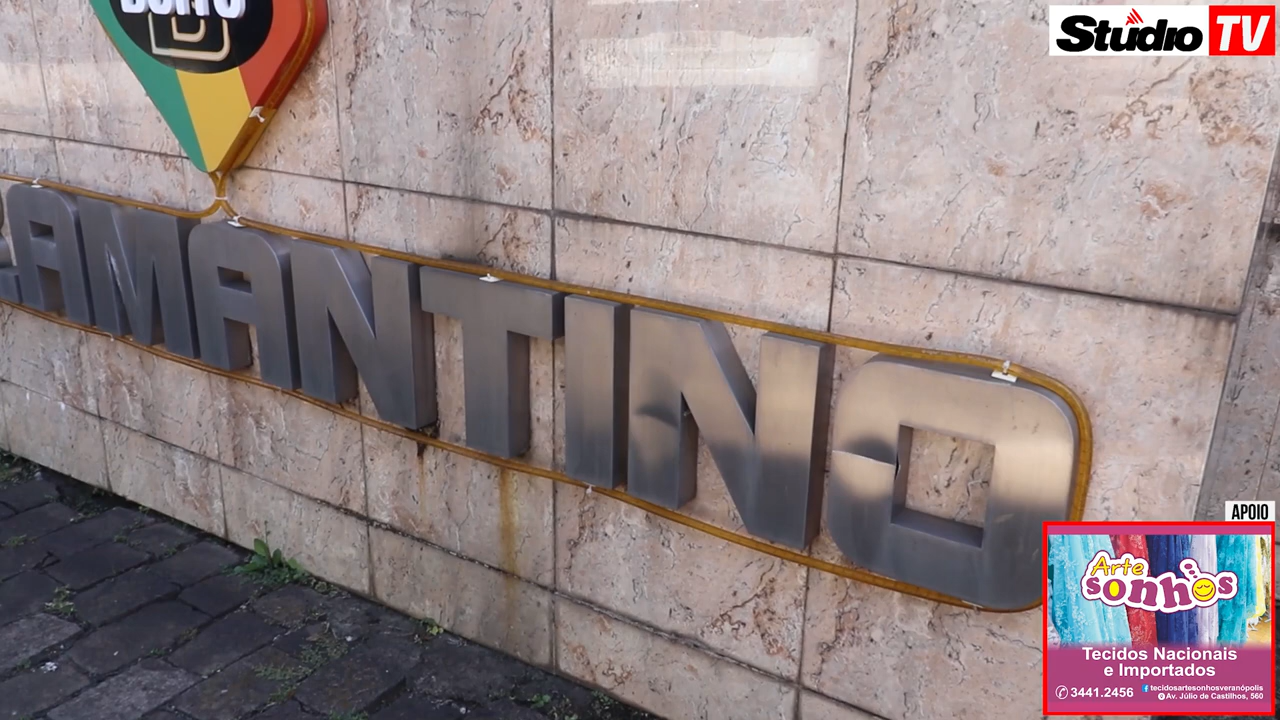 Studio TV
AMANTINO
APOIO
Arte
sonhos
Tecidos Nacionais
e Importados
3441.2456
tecidosartesonhosveranópolis
Av. Júlio de Castilhos, 560